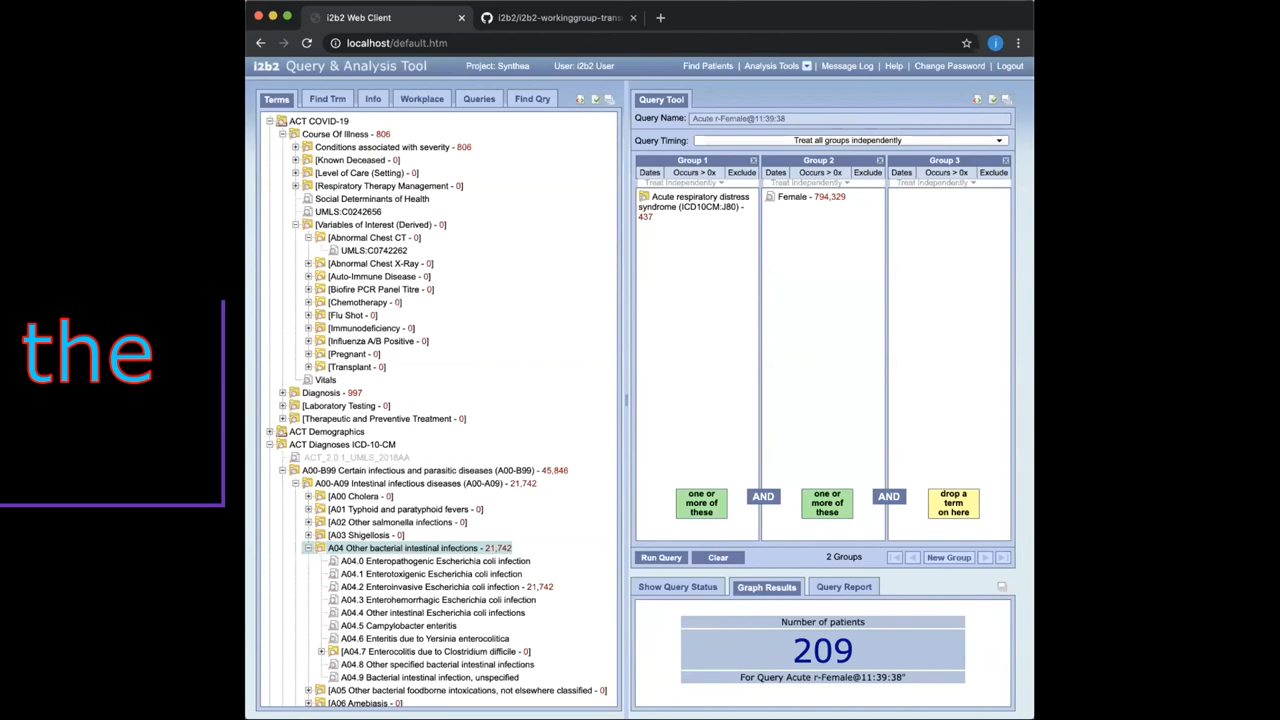 the
i2b2 Web Client
i2b2/i2b2-workinggroup-trans
localhost/default.htm
i2b2 Query & Analysis Tool
Project: Synthea
User: i2b2 User
Find Patients | Analysis Tools | Message Log | Help | Change Password | Logout
Terms
Find Trm
Info
Workplace
Queries
Find Qry
ACT COVID-19
Course Of Illness - 806
Conditions associated with severity - 806
[Known Deceased - 0]
[Level of Care (Setting) - 0]
[Respiratory Therapy Management - 0]
Social Determinants of Health
UMLS:C0242656
[Variables of Interest (Derived) - 0]
[Abnormal Chest CT - 0]
UMLS:C0742262
[Abnormal Chest X-Ray - 0]
[Auto-Immune Disease - 0]
[Biofire PCR Panel Titre - 0]
[Chemotherapy - 0]
[Flu Shot - 0]
[Immunodeficiency - 0]
[Influenza A/B Positive - 0]
[Pregnant - 0]
[Transplant - 0]
Vitals
Diagnosis - 997
[Laboratory Testing - 0]
[Therapeutic and Preventive Treatment - 0]
ACT Demographics
ACT Diagnoses ICD-10-CM
ACT_2.0 1_UMLS_2018AA
A00-B99 Certain infectious and parasitic diseases (A00-B99) - 45,846
A00-A09 Intestinal infectious diseases (A00-A09) - 21,742
[A00 Cholera - 0]
[A01 Typhoid and paratyphoid fevers - 0]
[A02 Other salmonella infections - 0]
[A03 Shigellosis - 0]
A04 Other bacterial intestinal infections - 21,742
A04.0 Enteropathogenic Escherichia coli infection
A04.1 Enterotoxigenic Escherichia coli infection
A04.2 Enteroinvasive Escherichia coli infection - 21,742
A04.3 Enterohemorrhagic Escherichia coli infection
A04.4 Other intestinal Escherichia coli infections
A04.5 Campylobacter enteritis
A04.6 Enteritis due to Yersinia enterocolitica
[A04.7 Enterocolitis due to Clostridium difficile - 0]
A04.8 Other specified bacterial intestinal infections
A04.9 Bacterial intestinal infection, unspecified
[A05 Other bacterial foodborne intoxications, not elsewhere classified - 0]
[A06 Amebiasis - 0]
Query Tool
Query Name: Acute r-Female@11:39:38
Query Timing: Treat all groups independently
Group 1
Group 2
Group 3
Dates Occurs > 0x Exclude
Dates Occurs > 0x Exclude
Dates Occurs > 0x Exclude
Treat Independently
Treat Independently
Treat Independently
Acute respiratory distress
syndrome (ICD10CM:J80) -
437
Female - 794,329
one or
more of
these
AND
one or
more of
these
AND
drop a
term
on here
Run Query
Clear
2 Groups
New Group
Show Query Status
Graph Results
Query Report
Number of patients
209
For Query Acute r-Female@11:39:38"